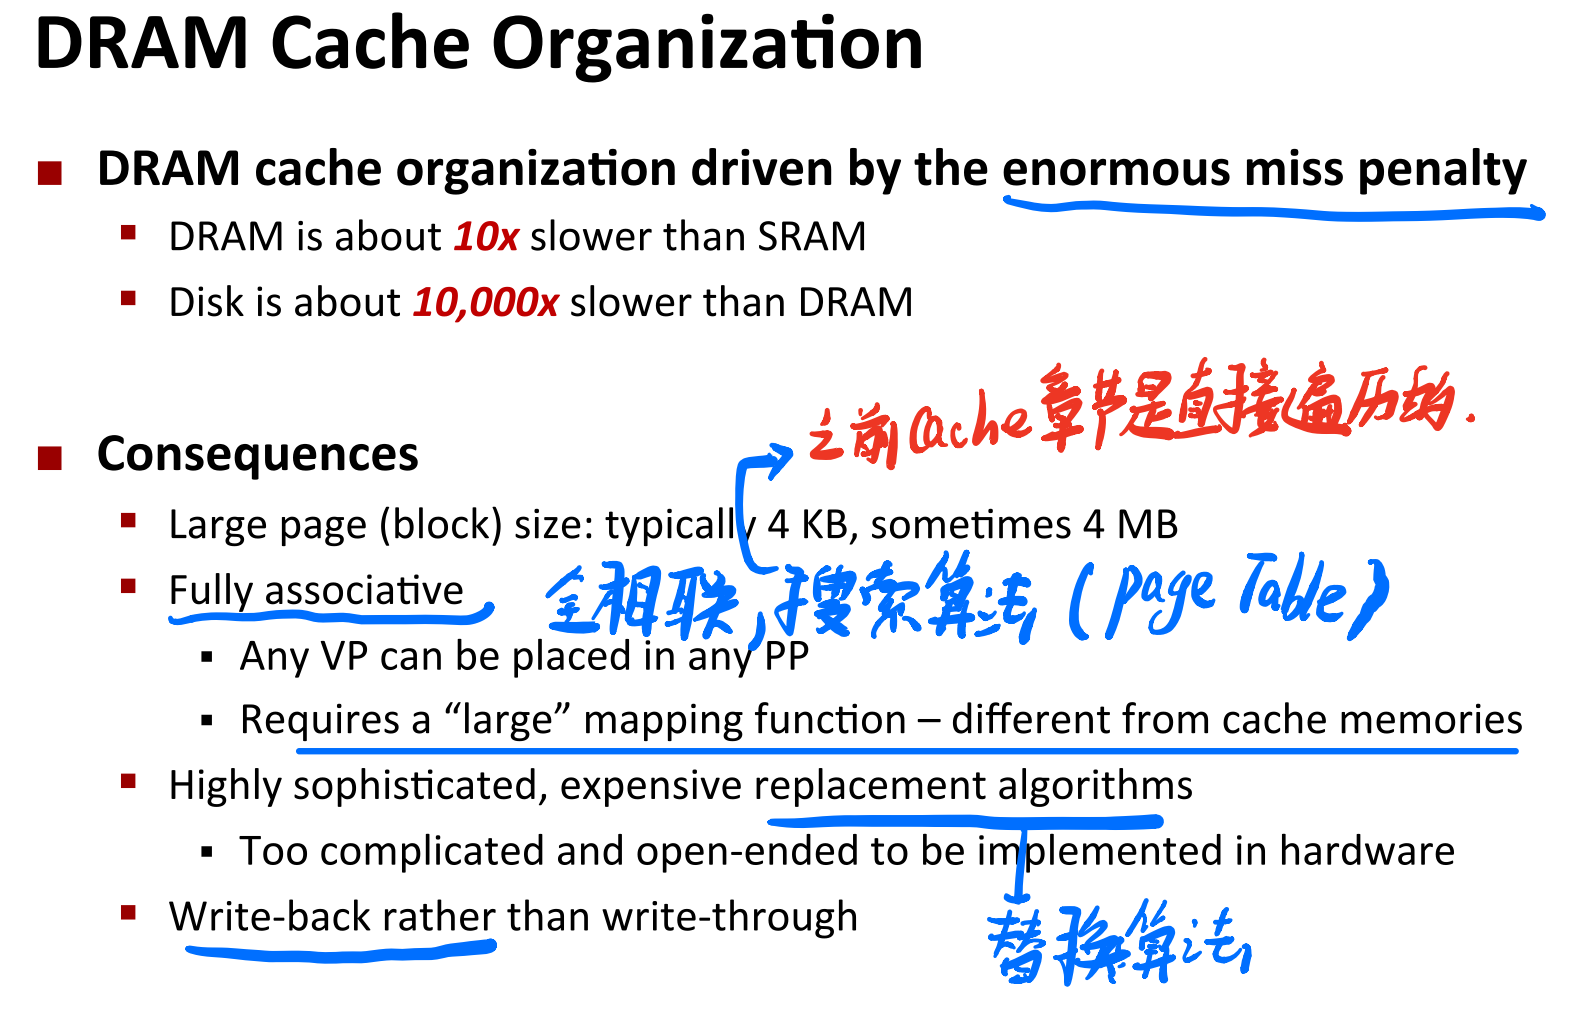 DRAM Cache Organization
DRAM cache organization driven by the enormous miss penalty
DRAM is about 10x slower than SRAM
Disk is about 10,000x slower than DRAM
之前Cache章节是直接遍历的.
Consequences
Large page (block) size: typically 4 KB, sometimes 4 MB
Fully associative
全相联,搜索算法(page Table)
Any VP can be placed in any PP
Requires a “large” mapping function – different from cache memories
Highly sophisticated, expensive replacement algorithms
Too complicated and open-ended to be implemented in hardware
Write-back rather than write-through
替换算法